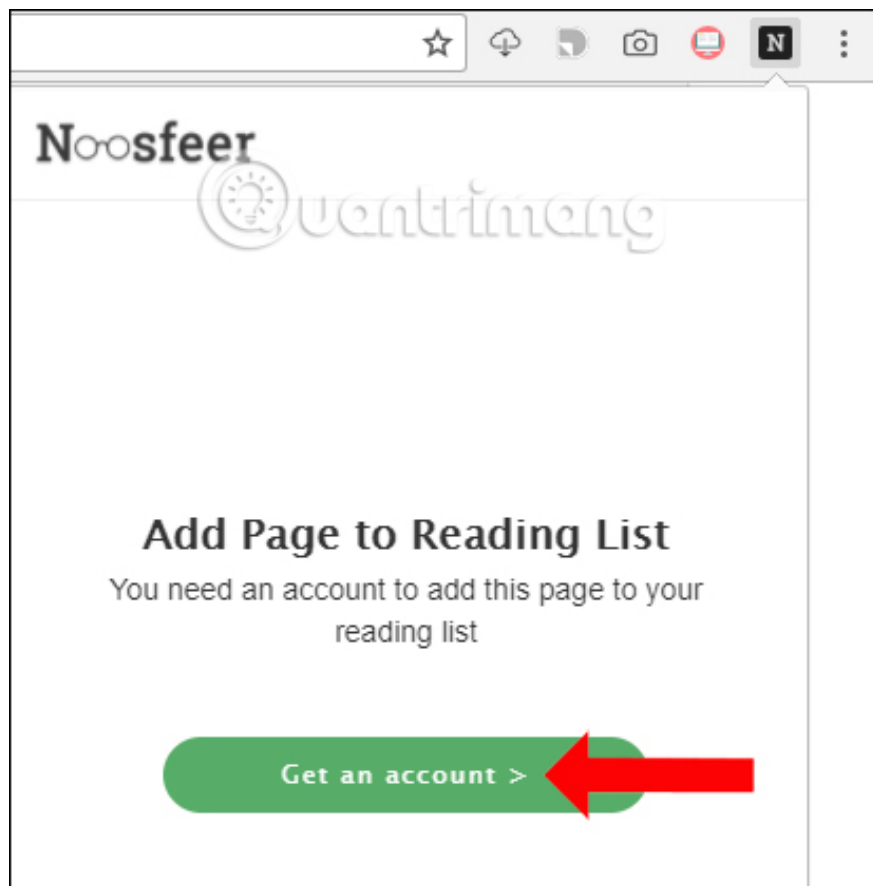 N
Noosfeer
Quantrimang
Add Page to Reading List
You need an account to add this page to your
reading list
Get an account >